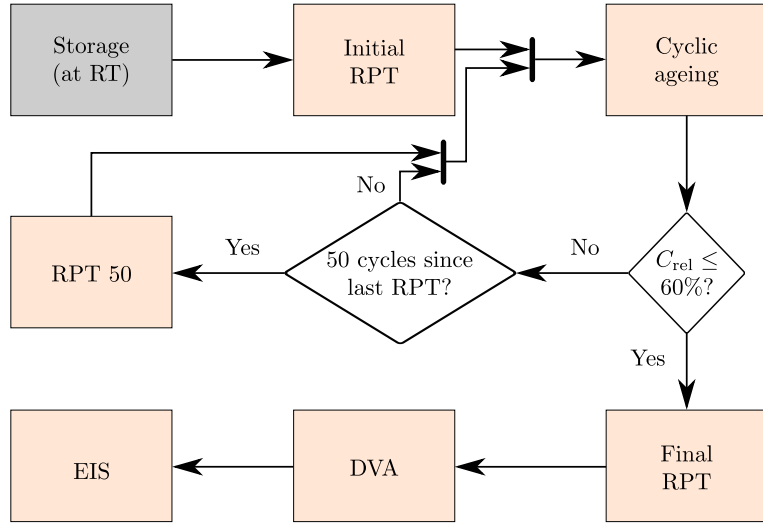 Storage
(at RT)
Initial
RPT
Cyclic
ageing
No
Yes
RPT 50
50 cycles since
last RPT?
No
C_rel ≤
60%?
Yes
EIS
DVA
Final
RPT